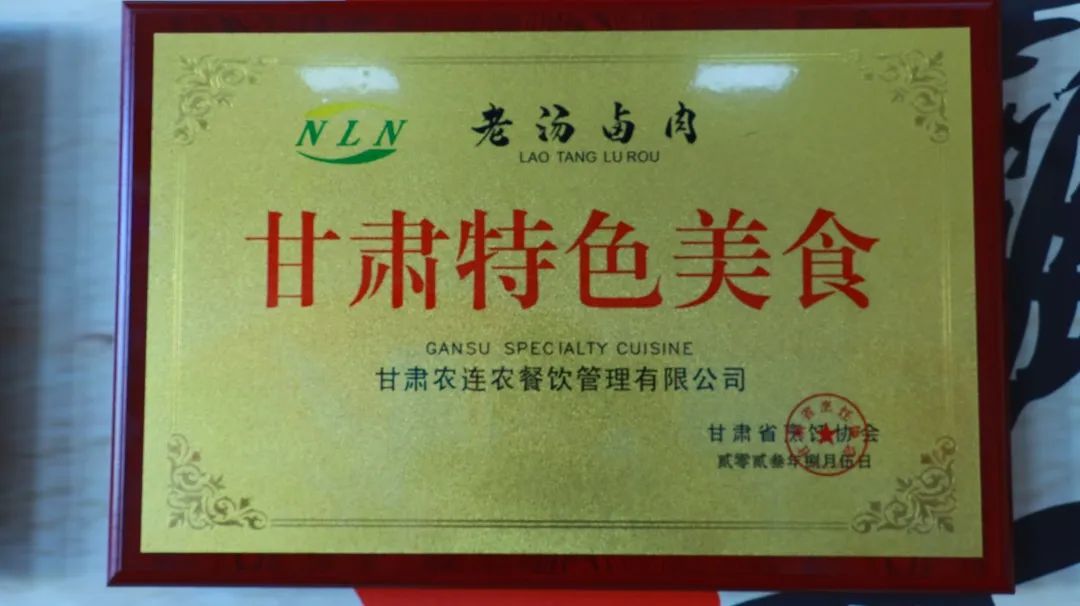 NLN 老汤卤肉
LAO TANG LU ROU
甘肃特色美食
GANSU SPECIALTY CUISINE
甘肃农连农餐饮管理有限公司
甘肃省烹饪协会
贰零贰叁年捌月伍日